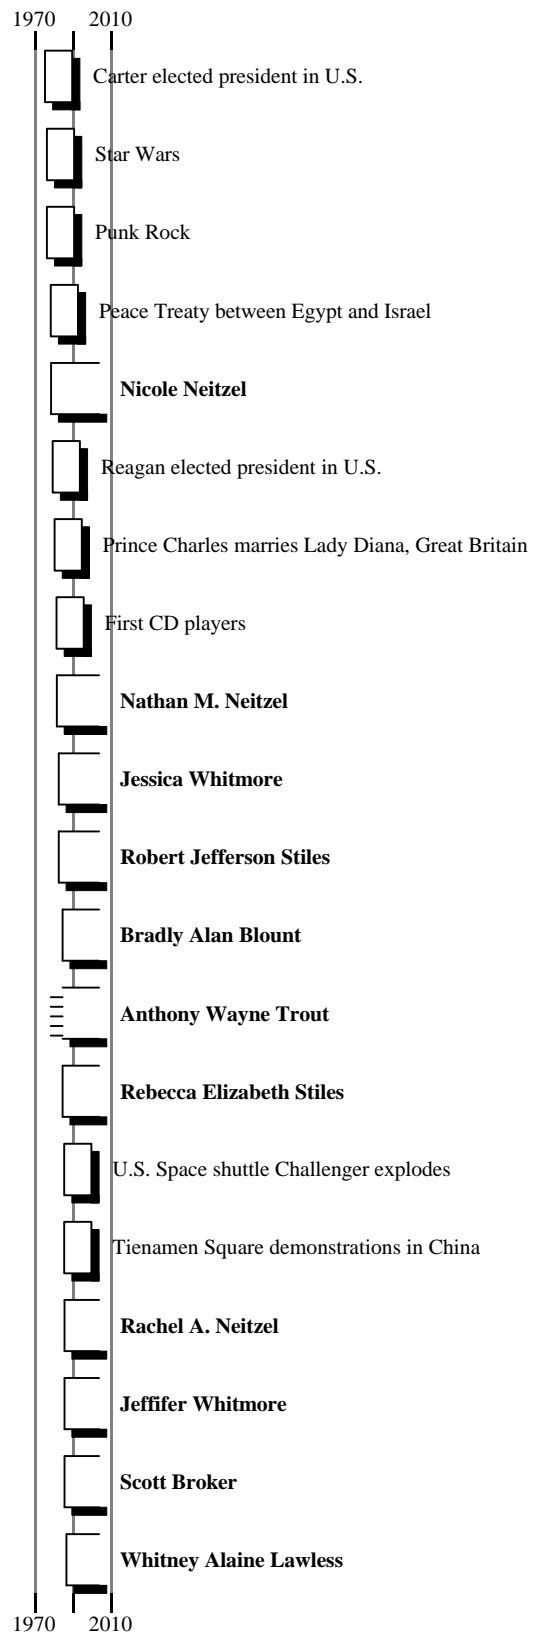 1970 2010
Carter elected president in U.S.
Star Wars
Punk Rock
Peace Treaty between Egypt and Israel
Nicole Neitzel
Reagan elected president in U.S.
Prince Charles marries Lady Diana, Great Britain
First CD players
Nathan M. Neitzel
Jessica Whitmore
Robert Jefferson Stiles
Bradly Alan Blount
Anthony Wayne Trout
Rebecca Elizabeth Stiles
U.S. Space shuttle Challenger explodes
Tienamen Square demonstrations in China
Rachel A. Neitzel
Jeffifer Whitmore
Scott Broker
Whitney Alaine Lawless
1970 2010